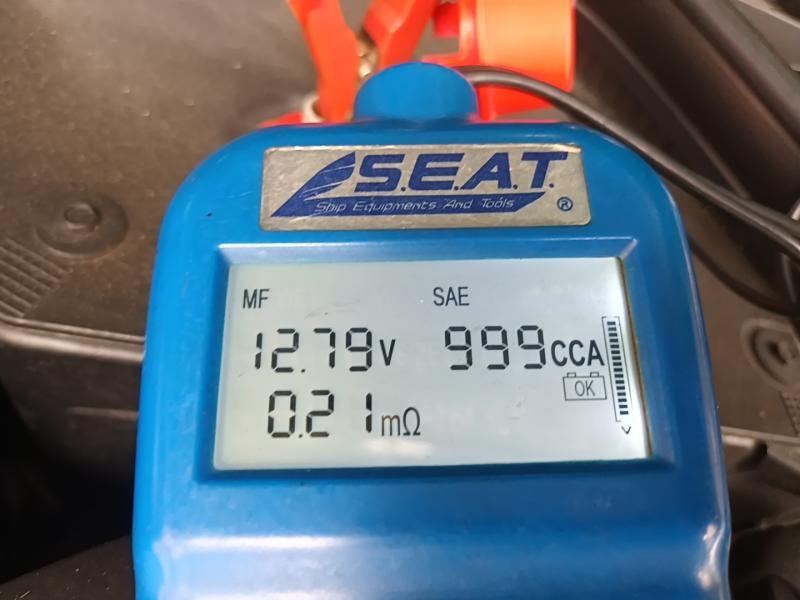 S.E.A.T.
Ship Equipments And Tools ®
MF SAE
12.79V 999CCA
OK
0.21mΩ